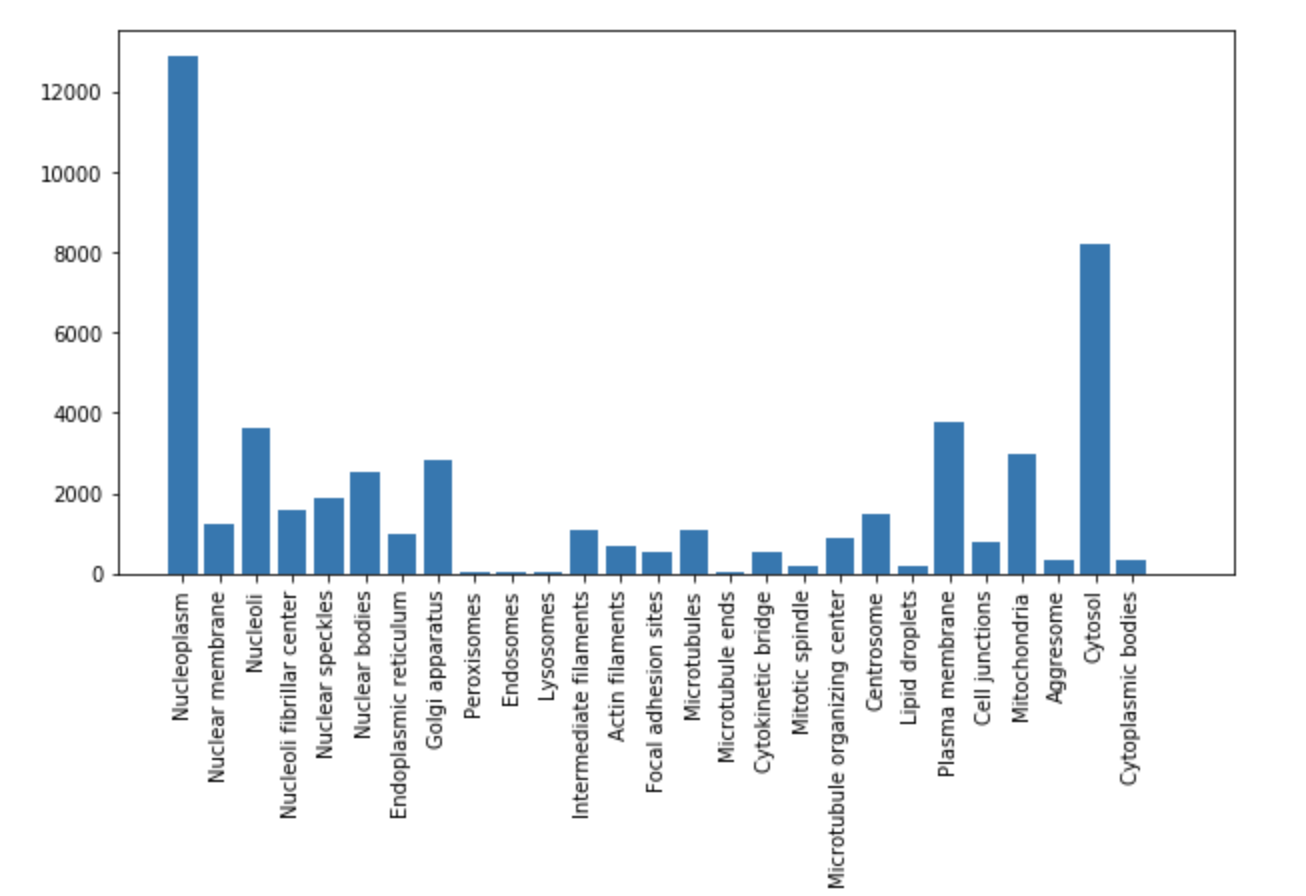 12000
10000
8000
6000
4000
2000
0
Nucleoplasm
Nuclear membrane
Nucleoli
Nucleoli fibrillar center
Nuclear speckles
Nuclear bodies
Endoplasmic reticulum
Golgi apparatus
Peroxisomes
Endosomes
Lysosomes
Intermediate filaments
Actin filaments
Focal adhesion sites
Microtubules
Microtubule ends
Cytokinetic bridge
Mitotic spindle
Microtubule organizing center
Centrosome
Lipid droplets
Plasma membrane
Cell junctions
Mitochondria
Aggresome
Cytosol
Cytoplasmic bodies